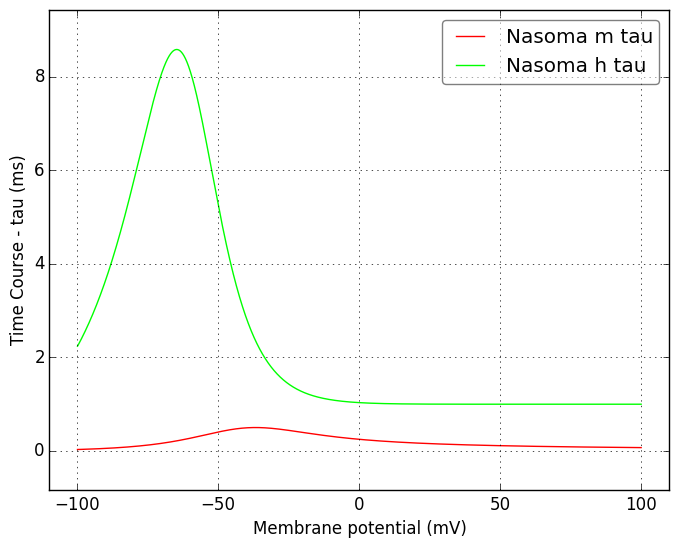 Nasoma m tau
Nasoma h tau
8
6
4
2
0
Time Course - tau (ms)
−100
−50
0
50
100
Membrane potential (mV)